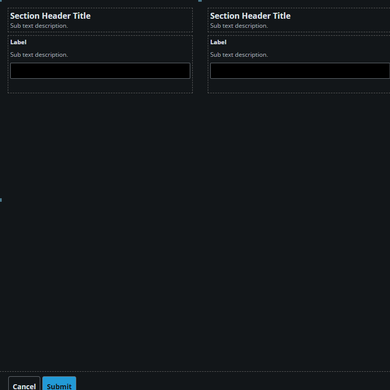 Section Header Title
Sub text description.
Label
Sub text description.
Section Header Title
Sub text description.
Label
Sub text description.
Cancel
Submit